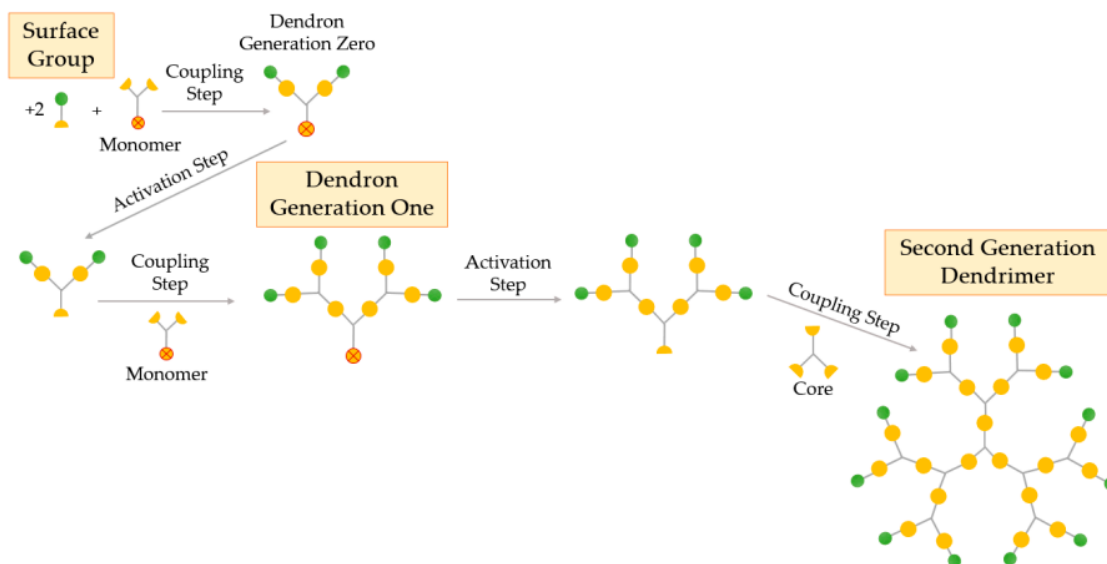 Surface
Group
Dendron
Generation Zero
Coupling
Step
+2
+
Monomer
Activation Step
Dendron
Generation One
Coupling
Step
Monomer
Activation
Step
Coupling Step
Core
Second Generation
Dendrimer